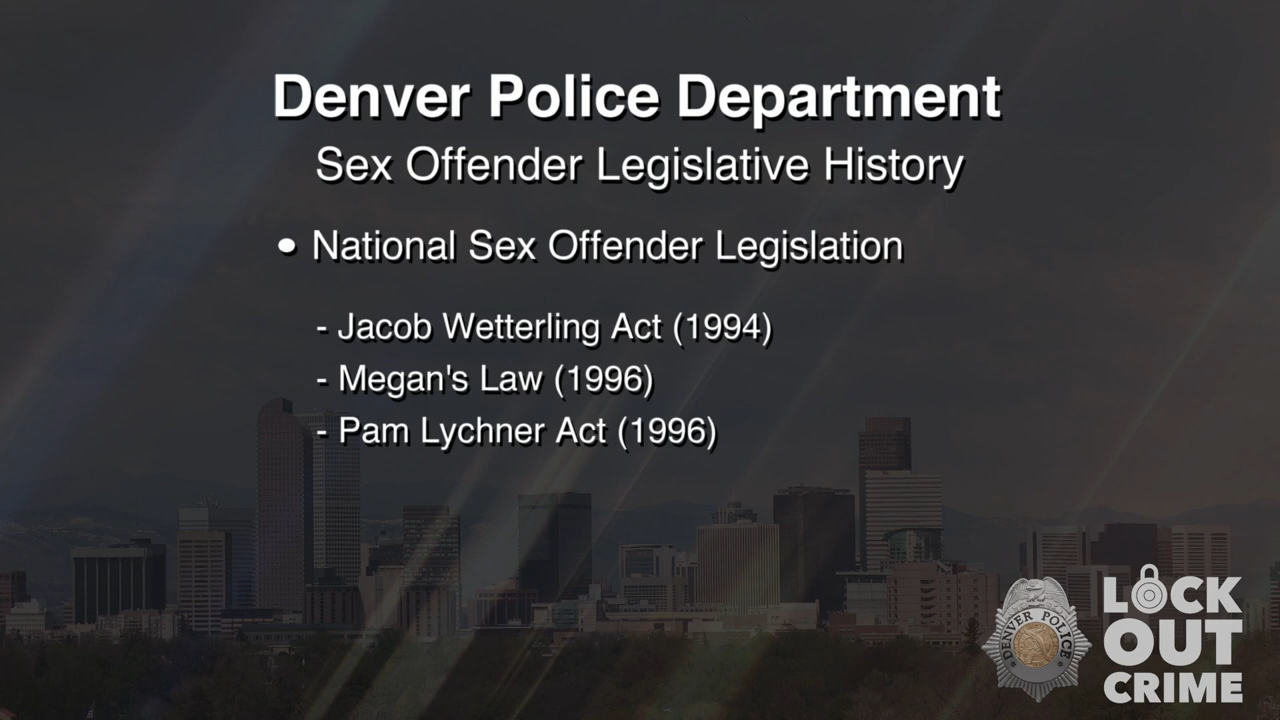 Denver Police Department
Sex Offender Legislative History
• National Sex Offender Legislation
- Jacob Wetterling Act (1994)
- Megan's Law (1996)
- Pam Lychner Act (1996)
DENVER POLICE
LOCK
OUT
CRIME